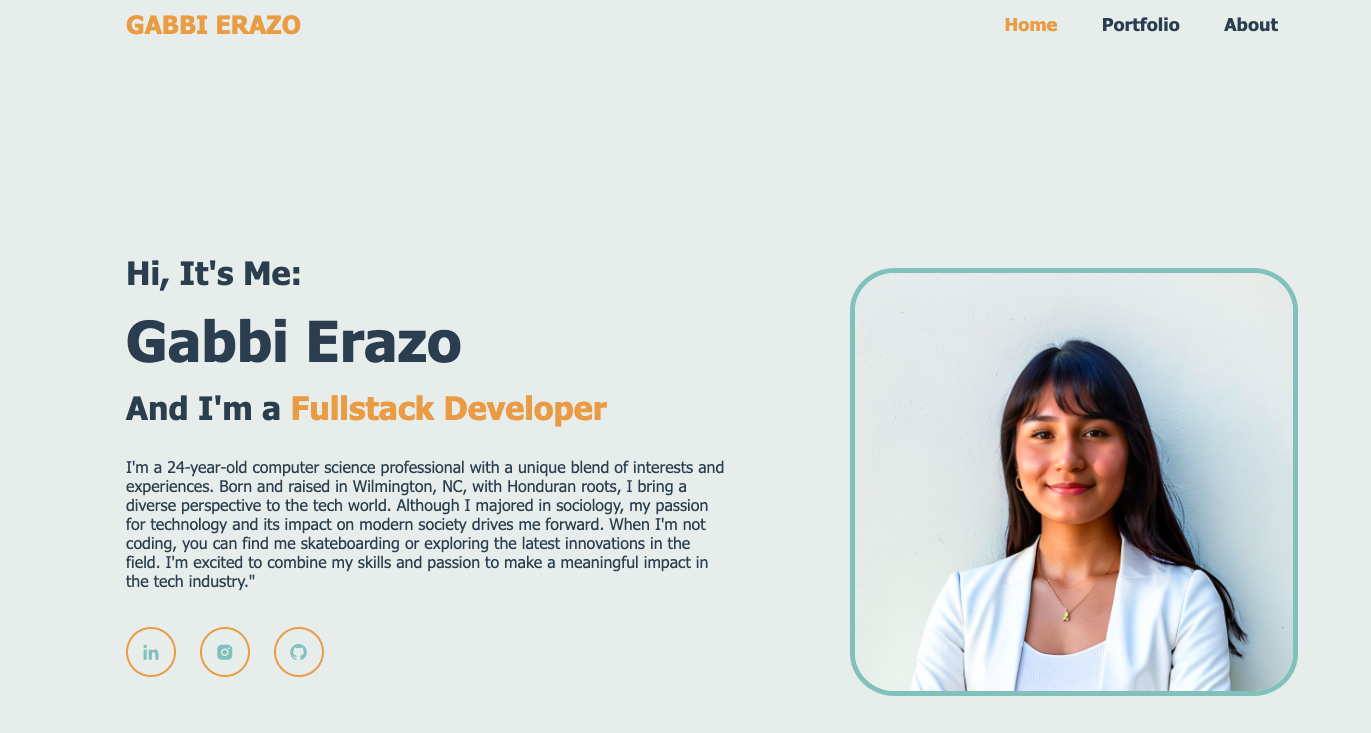 GABBI ERAZO
Home Portfolio About
Hi, It's Me:
Gabbi Erazo
And I'm a Fullstack Developer
I'm a 24-year-old computer science professional with a unique blend of interests and
experiences. Born and raised in Wilmington, NC, with Honduran roots, I bring a
diverse perspective to the tech world. Although I majored in sociology, my passion
for technology and its impact on modern society drives me forward. When I'm not
coding, you can find me skateboarding or exploring the latest innovations in the
field. I'm excited to combine my skills and passion to make a meaningful impact in
the tech industry."
in